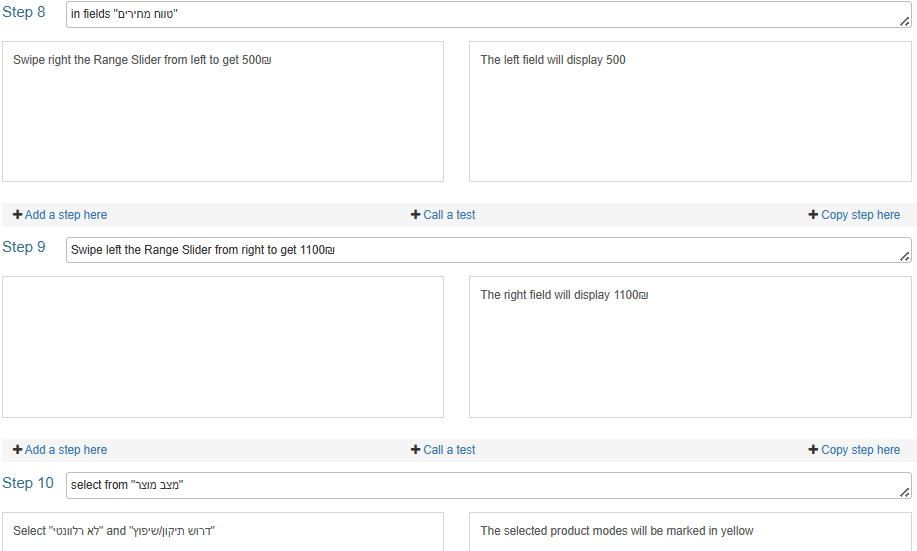 Step 8
in fields "טווח מחירים"
Swipe right the Range Slider from left to get 500₪
The left field will display 500
Add a step here
Call a test
Copy step here
Step 9
Swipe left the Range Slider from right to get 1100₪
The right field will display 1100₪
Add a step here
Call a test
Copy step here
Step 10
select from "מצב מוצר"
Select "לא רלוונטי" and "דרוש תיקון/שיפוץ"
The selected product modes will be marked in yellow